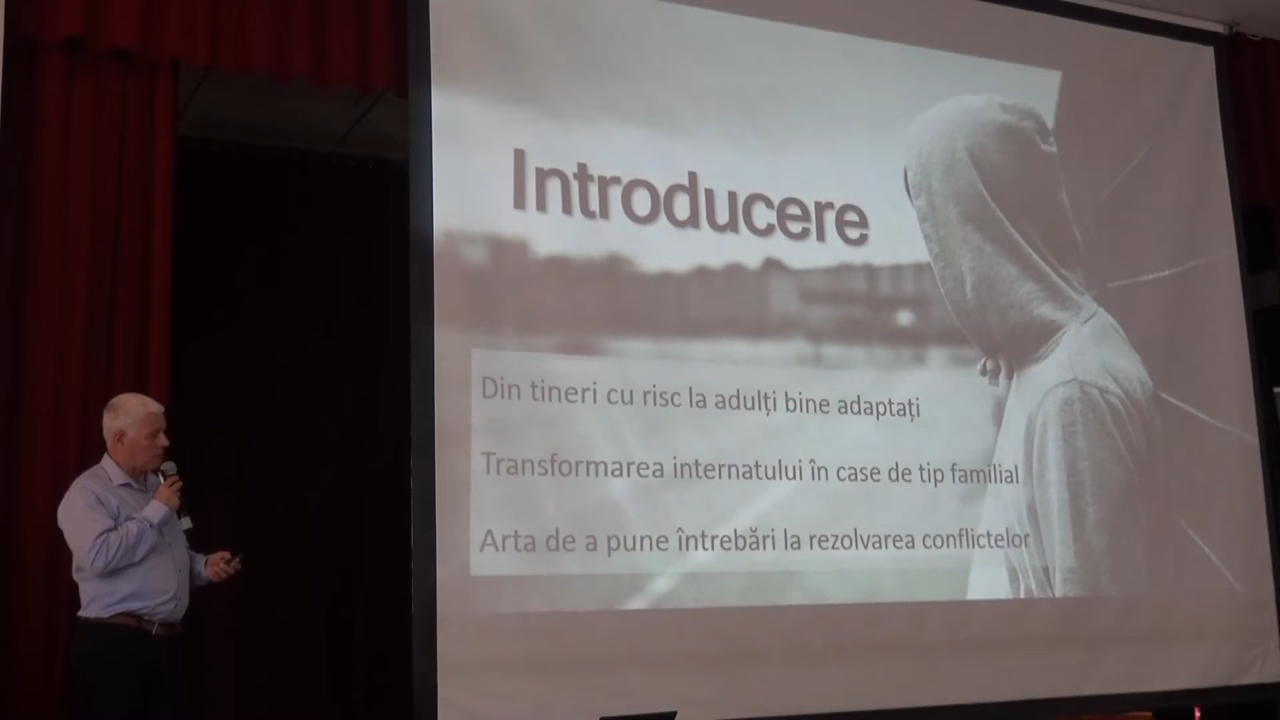 Introducere
Din tineri cu risc la adulți bine adaptați
Transformarea internatului în case de tip familial
Arta de a pune întrebări la rezolvarea conflictelor